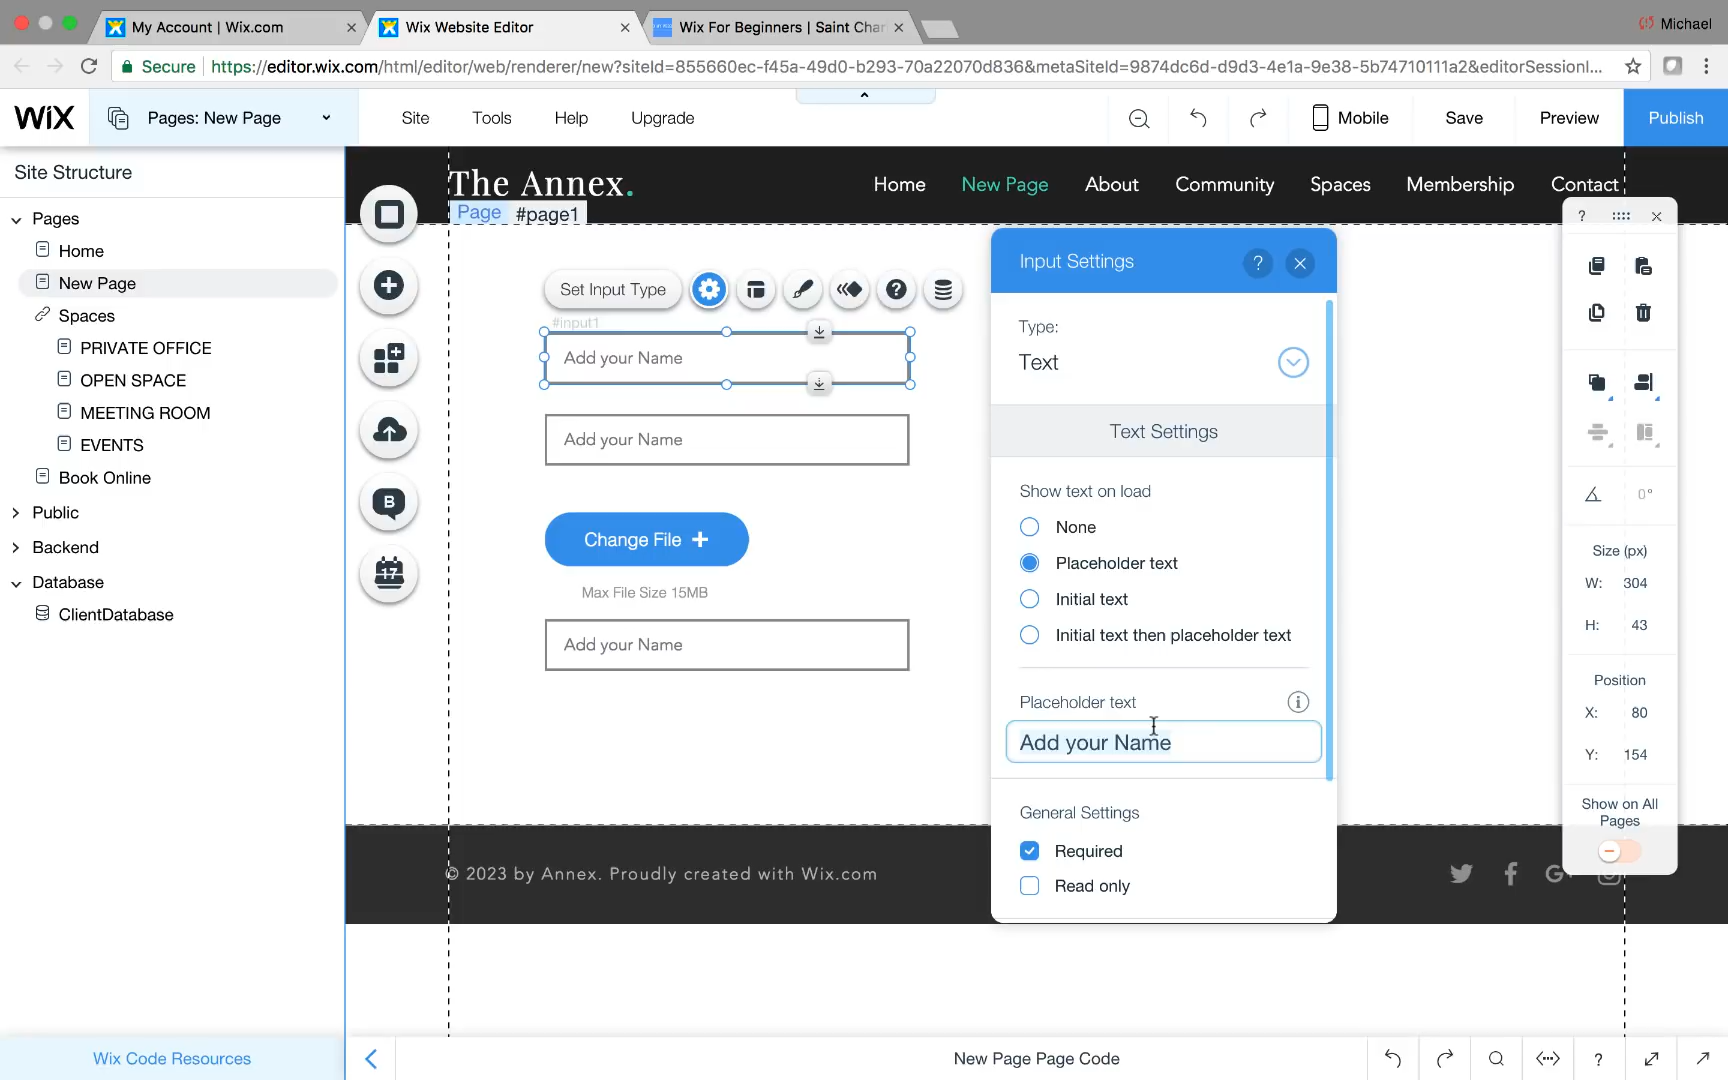 My Account | Wix.com
Wix Website Editor
Wix For Beginners | Saint Char
Michael
Secure
https://editor.wix.com/html/editor/web/renderer/new?siteId=855660ec-f45a-49d0-b293-70a22070d836&metaSiteId=9874dc6d-d9d3-4e1a-9e38-5b74710111a2&editorSessionI...
WiX
Pages: New Page
Site
Tools
Help
Upgrade
Mobile
Save
Preview
Publish
Site Structure
Pages
Home
New Page
Spaces
PRIVATE OFFICE
OPEN SPACE
MEETING ROOM
EVENTS
Book Online
Public
Backend
Database
ClientDatabase
Wix Code Resources
The Annex.
Home
New Page
About
Community
Spaces
Membership
Contact
Page
#page1
Set Input Type
#input1
Add your Name
Add your Name
Change File +
Max File Size 15MB
Add your Name
B
17
© 2023 by Annex. Proudly created with Wix.com
Input Settings
?
Type:
Text
Text Settings
Show text on load
None
Placeholder text
Initial text
Initial text then placeholder text
Placeholder text
Add your Name
General Settings
Required
Read only
?
0°
Size (px)
W: 304
H: 43
Position
X: 80
Y: 154
Show on All
Pages
New Page Page Code
?